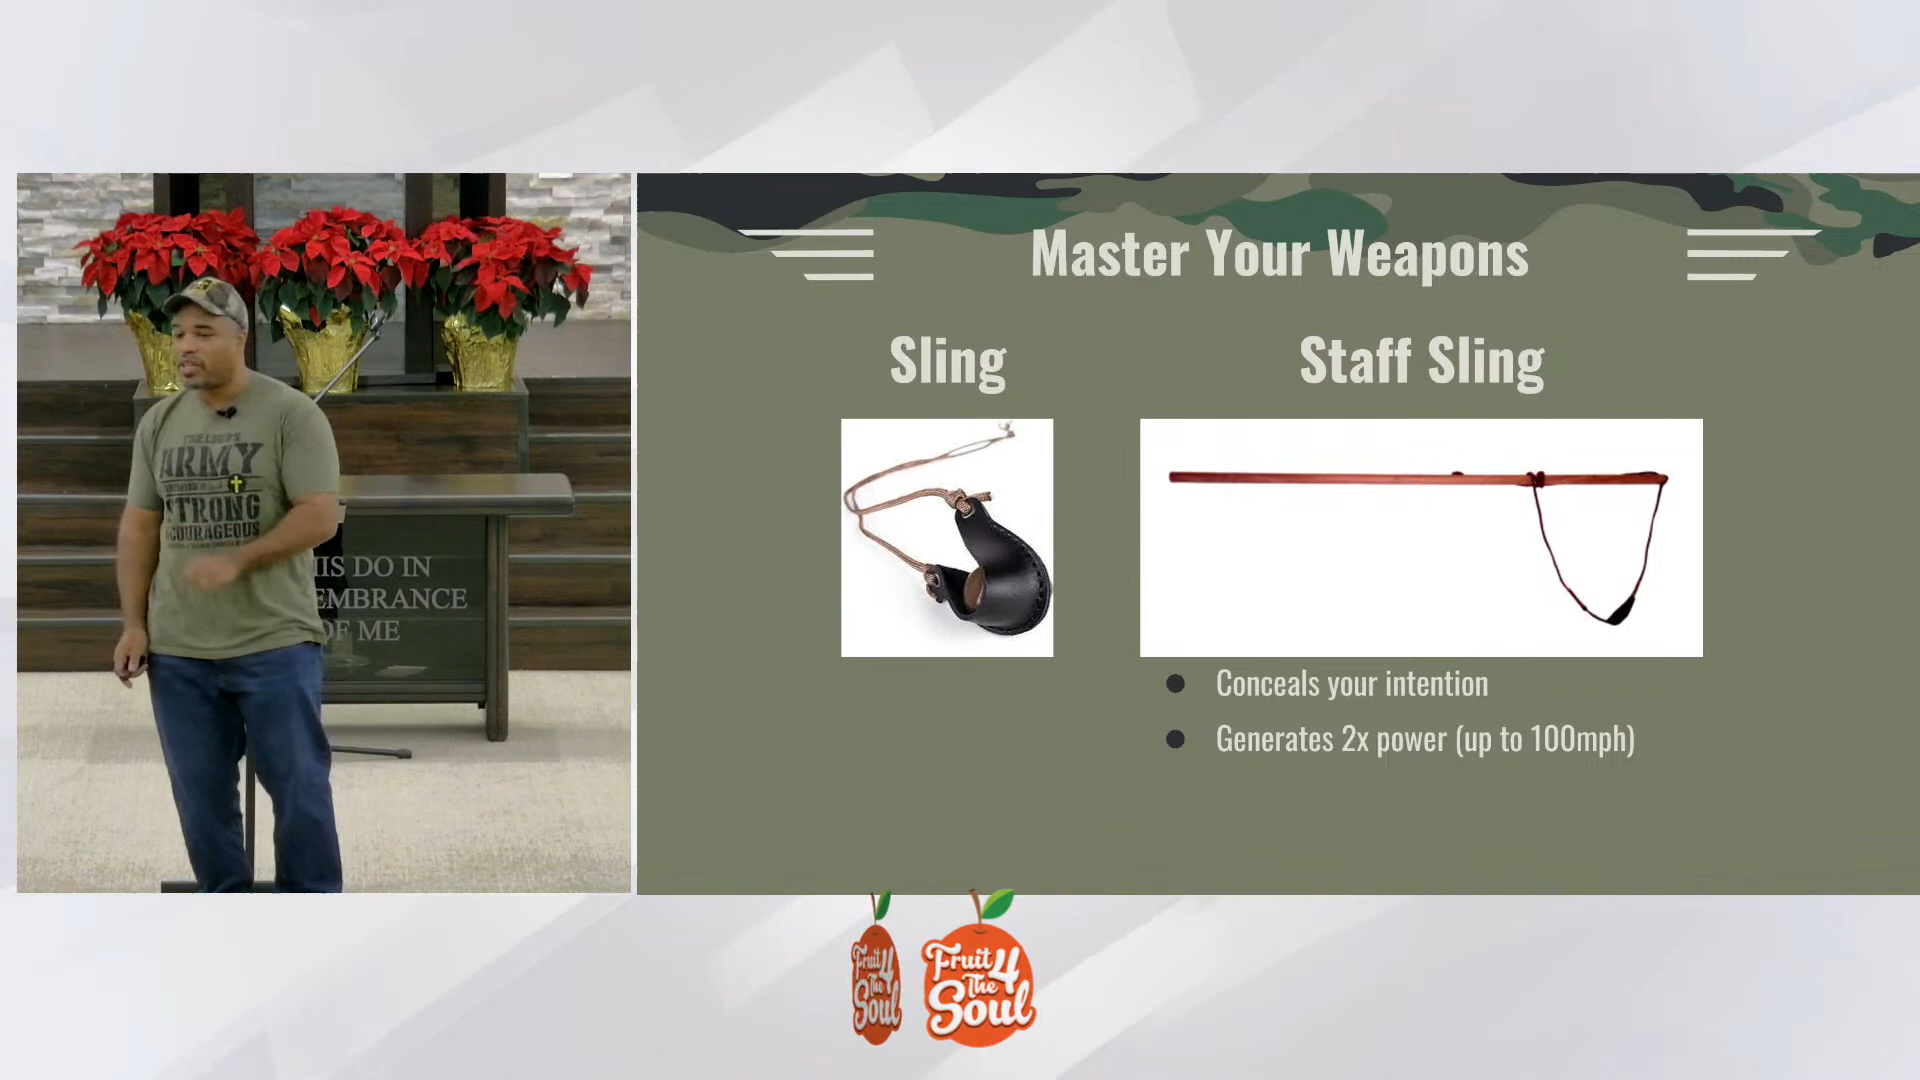 Master Your Weapons
Sling
Staff Sling
Conceals your intention
Generates 2x power (up to 100mph)
ARMY
STRONG
COURAGEOUS
IS DO IN
EMBRANCE
OF ME
Fruit
4
The
Soul
Fruit
4
The
Soul